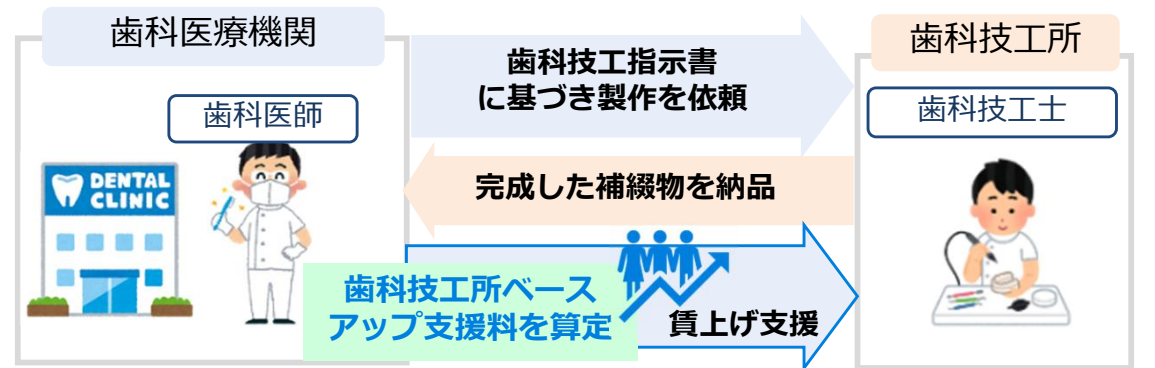 歯科医療機関
歯科技工所
歯科技工指示書
に基づき製作を依頼
歯科医師
歯科技工士
DENTAL
CLINIC
完成した補綴物を納品
歯科技工所ベース
アップ支援料を算定
賃上げ支援